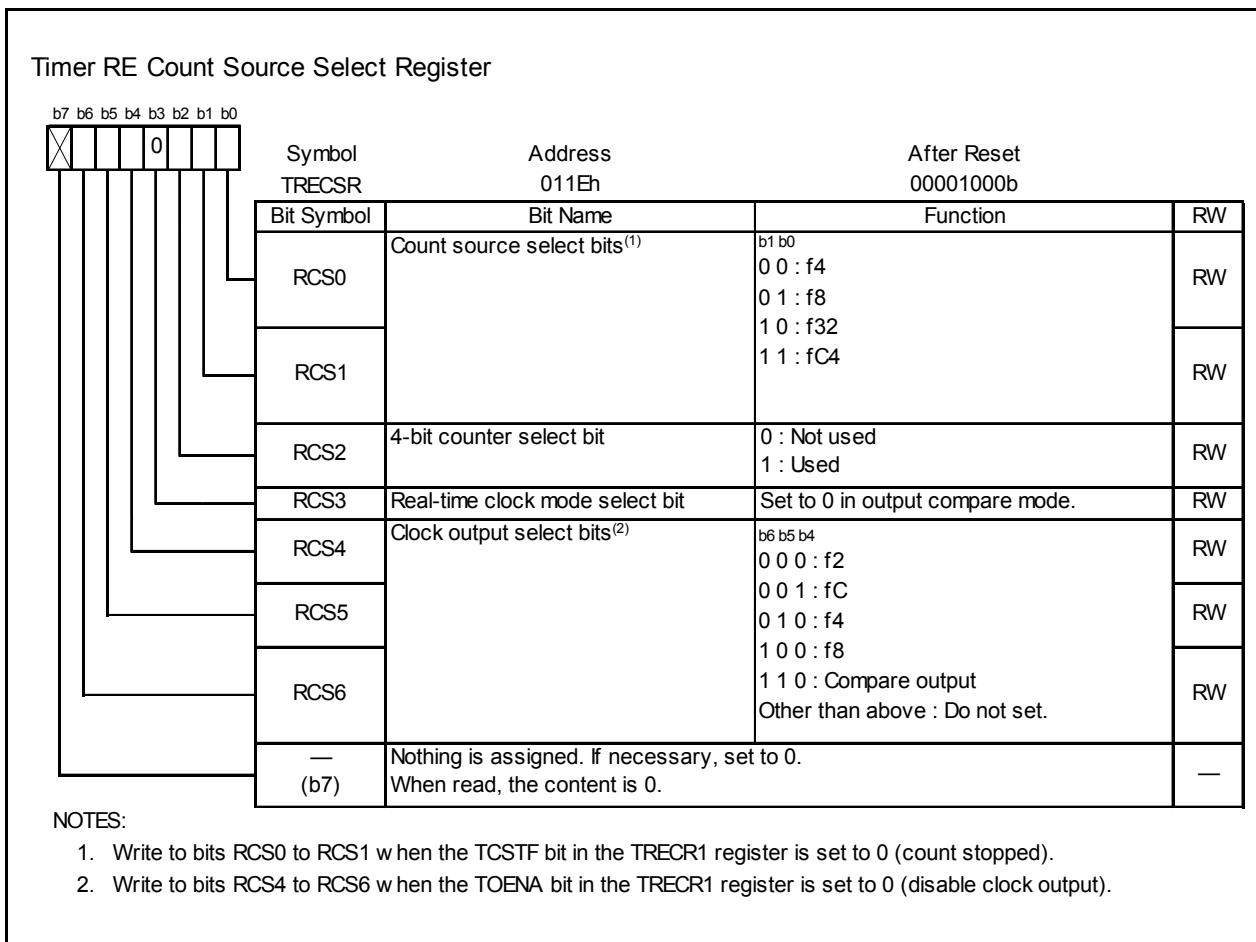 Timer RE Count Source Select Register
b7 b6 b5 b4 b3 b2 b1 b0
0
Symbol Address After Reset
TRECSR 011Eh 00001000b
Bit Symbol Bit Name Function RW
RCS0 Count source select bits(1) b1 b0 RW
0 0 : f4
0 1 : f8
1 0 : f32
RCS1 1 1 : fC4 RW
RCS2 4-bit counter select bit 0 : Not used RW
1 : Used
RCS3 Real-time clock mode select bit Set to 0 in output compare mode. RW
RCS4 Clock output select bits(2) b6 b5 b4 RW
0 0 0 : f2
RCS5 0 0 1 : fC RW
0 1 0 : f4
1 0 0 : f8
RCS6 1 1 0 : Compare output RW
Other than above : Do not set.
— Nothing is assigned. If necessary, set to 0. —
(b7) When read, the content is 0.
NOTES:
1. Write to bits RCS0 to RCS1 when the TCSTF bit in the TRECR1 register is set to 0 (count stopped).
2. Write to bits RCS4 to RCS6 when the TOENA bit in the TRECR1 register is set to 0 (disable clock output).